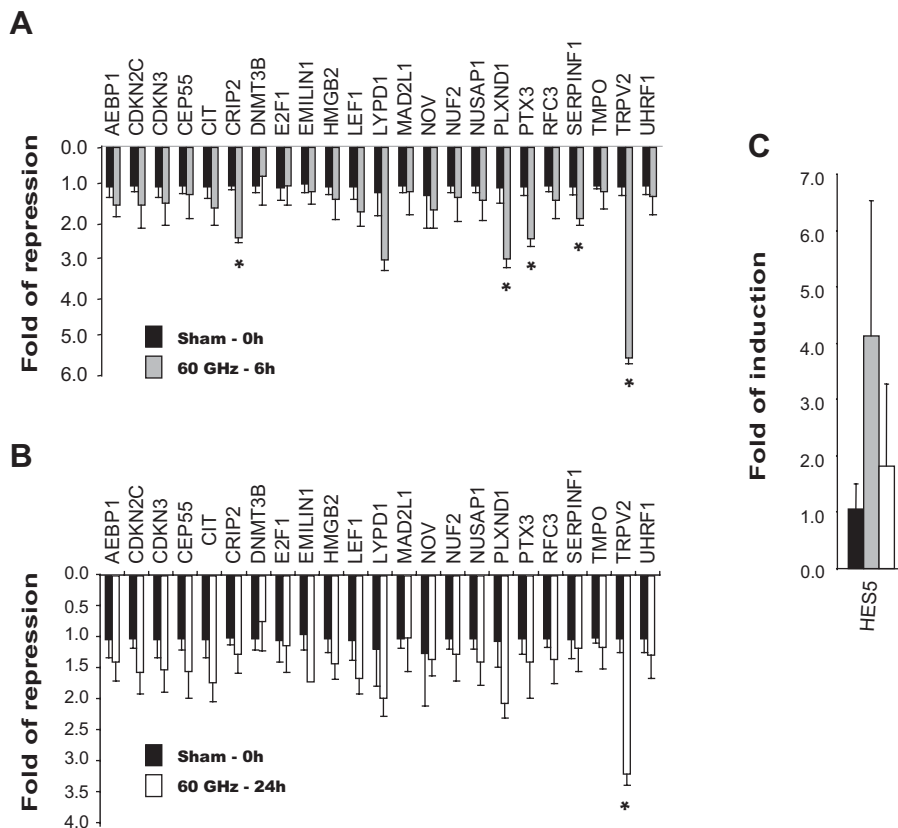 A
AEBP1
CDKN2C
CDKN3
CEP55
CIT
CRIP2
DNMT3B
E2F1
EMILIN1
HMGB2
LEF1
LYPD1
MAD2L1
NOV
NUF2
NUSAP1
PLXND1
PTX3
RFC3
SERPINF1
TMPO
TRPV2
UHRF1
Fold of repression
0.0
1.0
2.0
3.0
4.0
5.0
6.0
*
*
*
*
*
Sham - 0h
60 GHz - 6h
B
AEBP1
CDKN2C
CDKN3
CEP55
CIT
CRIP2
DNMT3B
E2F1
EMILIN1
HMGB2
LEF1
LYPD1
MAD2L1
NOV
NUF2
NUSAP1
PLXND1
PTX3
RFC3
SERPINF1
TMPO
TRPV2
UHRF1
Fold of repression
0.0
0.5
1.0
1.5
2.0
2.5
3.0
3.5
4.0
*
Sham - 0h
60 GHz - 24h
C
Fold of induction
7.0
6.0
5.0
4.0
3.0
2.0
1.0
0.0
HES5